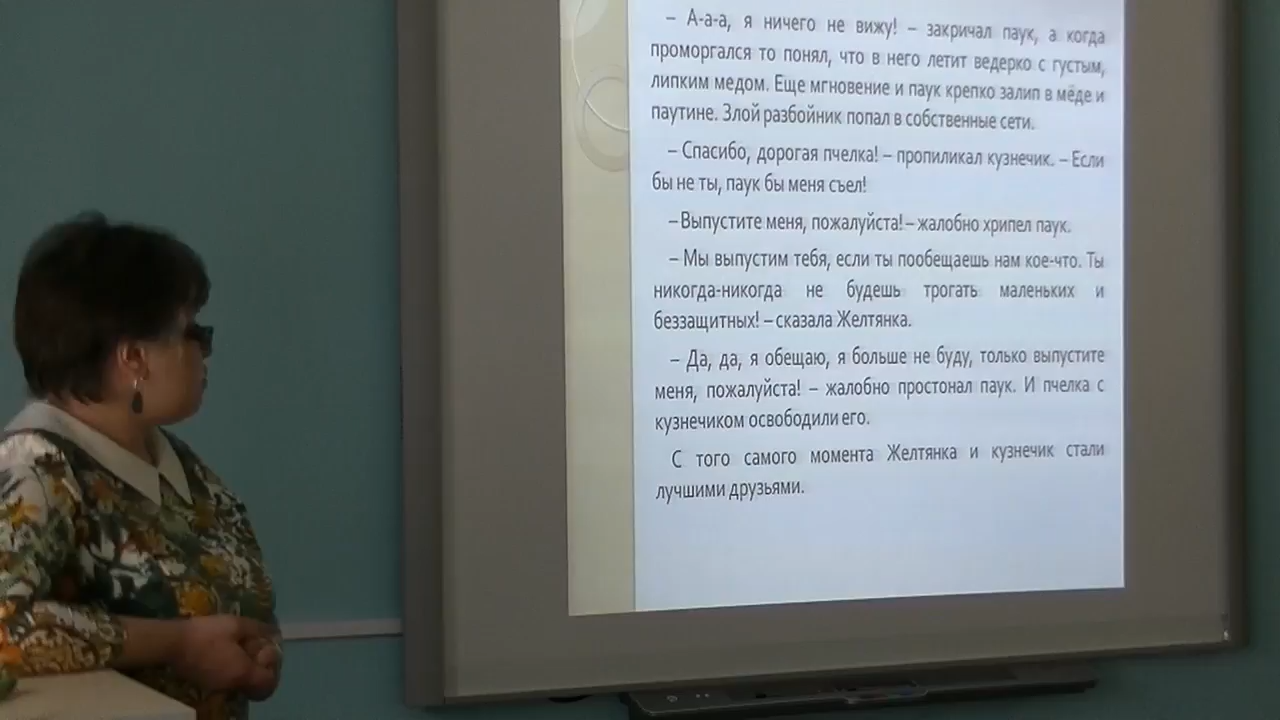 – А-а-а, я ничего не вижу! – закричал паук, а когда
проморгался то понял, что в него летит ведерко с густым,
липким медом. Еще мгновение и паук крепко залип в мёде и
паутине. Злой разбойник попал в собственные сети.
– Спасибо, дорогая пчелка! – пропиликал кузнечик. – Если
бы не ты, паук бы меня съел!
– Выпустите меня, пожалуйста! – жалобно хрипел паук.
– Мы выпустим тебя, если ты пообещаешь нам кое-что. Ты
никогда-никогда не будешь трогать маленьких и
беззащитных! – сказала Желтянка.
– Да, да, я обещаю, я больше не буду, только выпустите
меня, пожалуйста! – жалобно простонал паук. И пчелка с
кузнечиком освободили его.
С того самого момента Желтянка и кузнечик стали
лучшими друзьями.